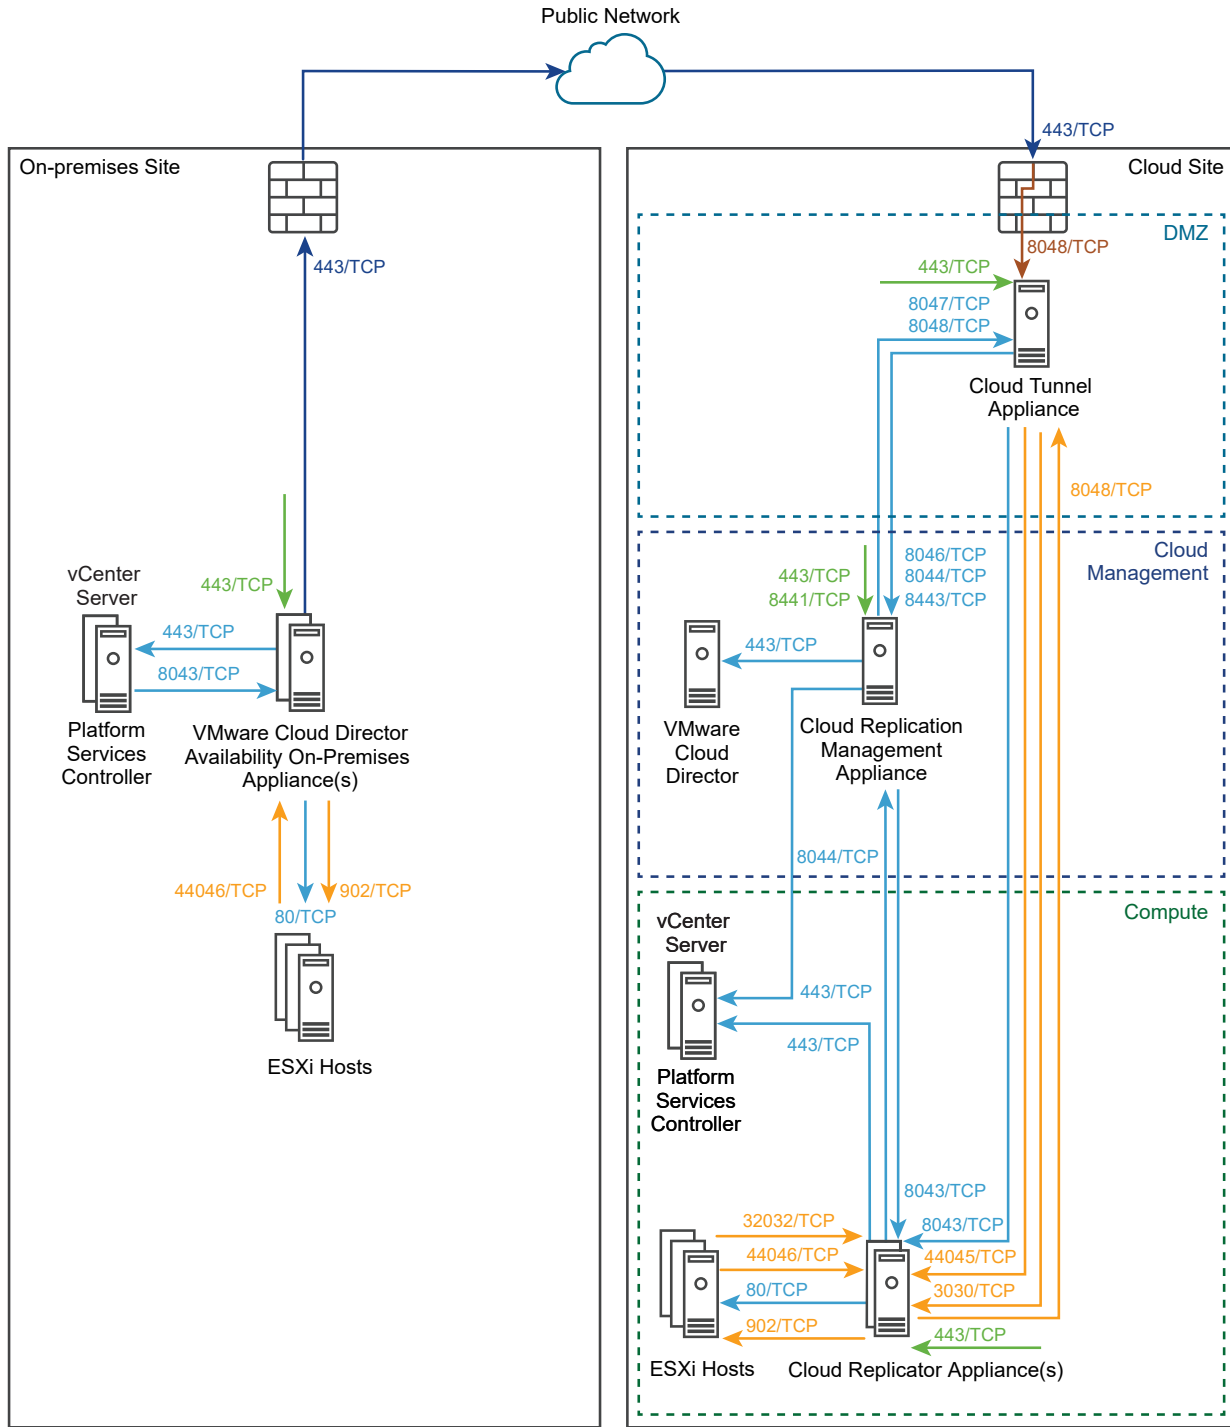 Public Network
443/TCP
On-premises Site
Cloud Site
DMZ
8048/TCP
443/TCP
443/TCP
8047/TCP
8048/TCP
Cloud Tunnel
Appliance
8048/TCP
Cloud
Management
8046/TCP
8044/TCP
8443/TCP
443/TCP
8441/TCP
vCenter
Server
443/TCP
443/TCP
8043/TCP
443/TCP
Platform
Services
Controller
VMware Cloud Director
Availability On-Premises
Appliance(s)
VMware
Cloud
Director
Cloud Replication
Management
Appliance
8044/TCP
44046/TCP
902/TCP
80/TCP
Compute
vCenter
Server
443/TCP
443/TCP
ESXi Hosts
Platform
Services
Controller
8043/TCP
32032/TCP
8043/TCP
44046/TCP
44045/TCP
80/TCP
3030/TCP
902/TCP
443/TCP
ESXi Hosts
Cloud Replicator Appliance(s)